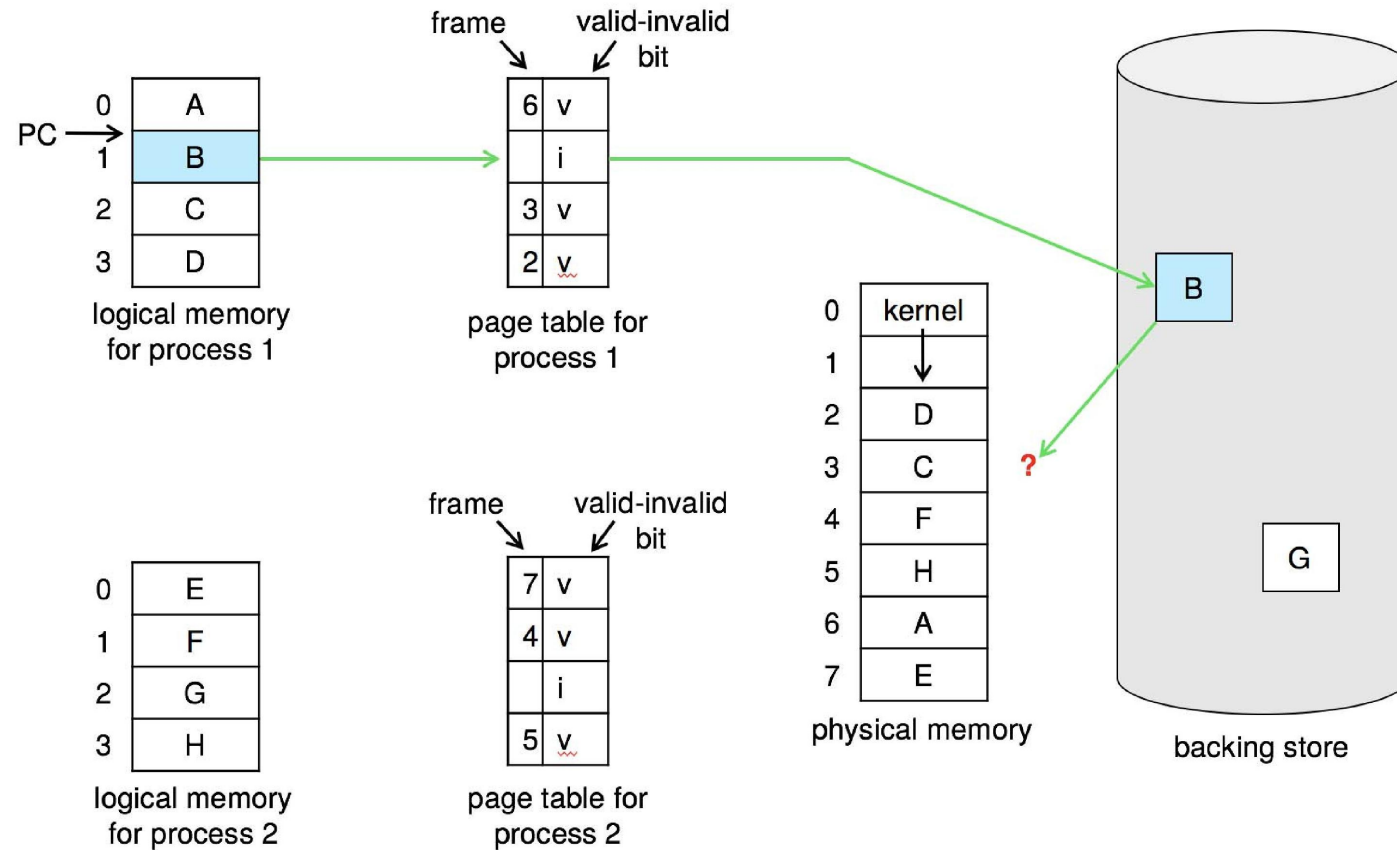 frame
valid-invalid
bit
0 A
PC
1 B
2 C
3 D
logical memory
for process 1
6 v
i
3 v
2 v
page table for
process 1
0 kernel
1
2 D
3 C
4 F
5 H
6 A
7 E
physical memory
?
B
G
backing store
0 E
1 F
2 G
3 H
logical memory
for process 2
frame
valid-invalid
bit
7 v
4 v
i
5 v
page table for
process 2